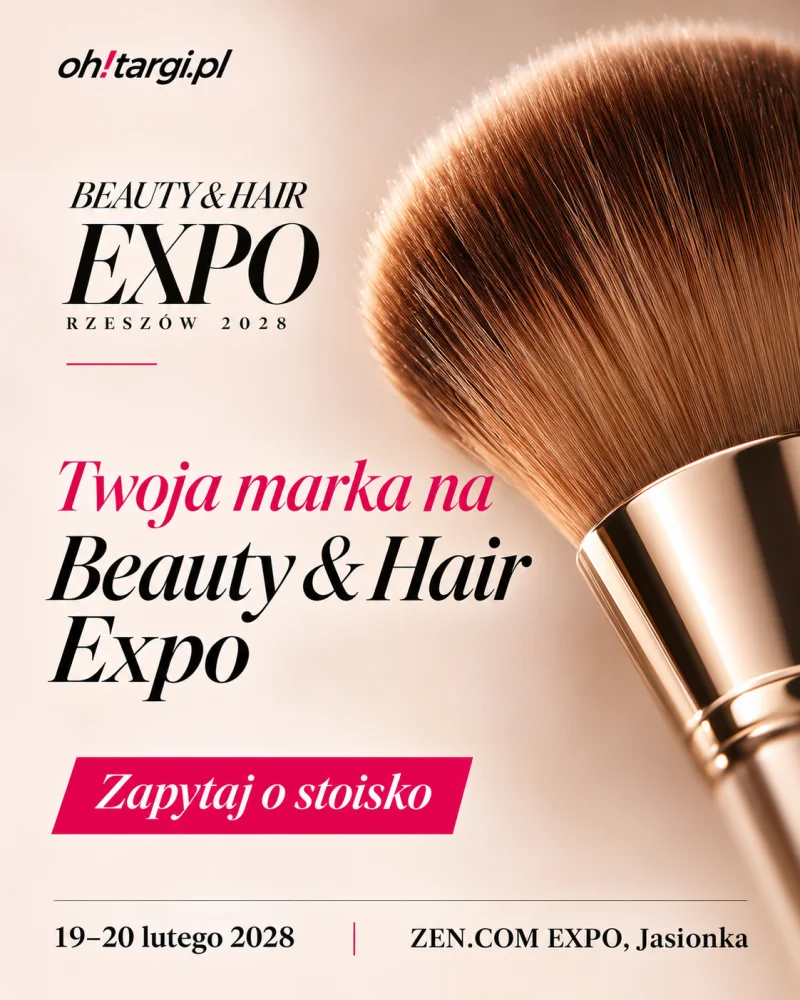 oh!targi.pl
BEAUTY & HAIR
EXPO
RZESZÓW 2028
Twoja marka na
Beauty & Hair
Expo
Zapytaj o stoisko
19–20 lutego 2028 | ZEN.COM EXPO, Jasionka